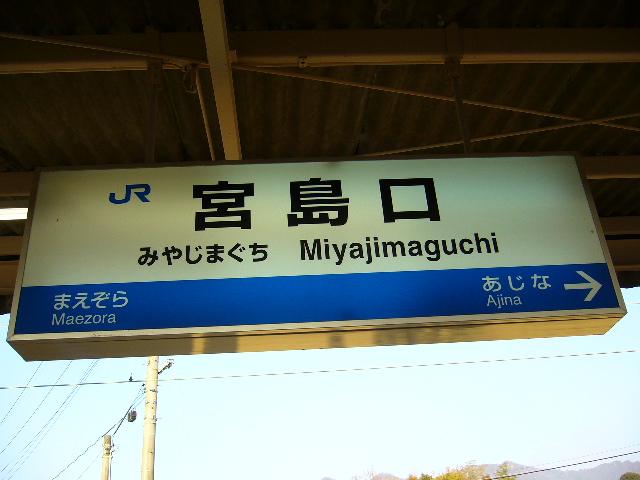 JR 宮島口
みやじまぐち Miyajimaguchi
まえぞら
Maezora
あじな →
Ajina